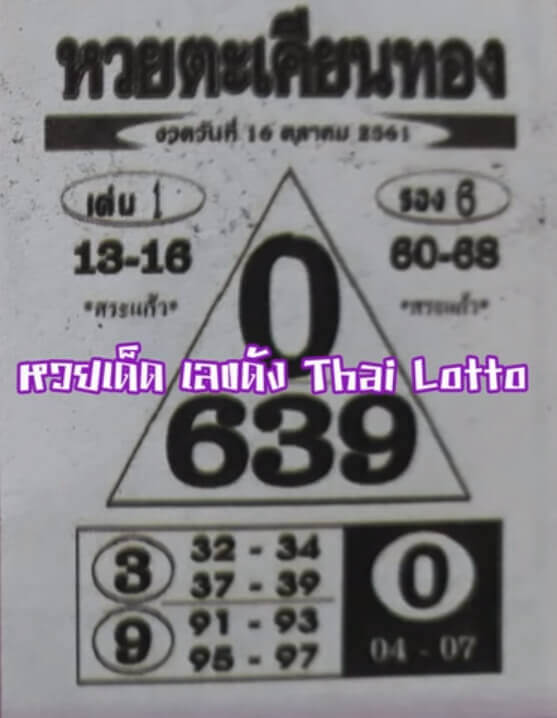 หวยตะเคียนทอง
งวดวันที่ 16 ตุลาคม 2561
เด่น 1
รอง 6
13-16
60-68
*สระแก้ว*
*สระแก้ว*
0
หวยเด็ด เลขดัง Thai Lotto
639
3
32 - 34
37 - 39
9
91 - 93
95 - 97
0
04 - 07